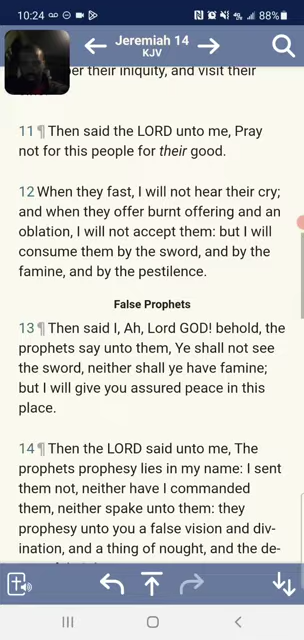 10:24
88%
Jeremiah 14
KJV
their iniquity, and visit their
11 ¶ Then said the LORD unto me, Pray
not for this people for their good.
12 When they fast, I will not hear their cry;
and when they offer burnt offering and an
oblation, I will not accept them: but I will
consume them by the sword, and by the
famine, and by the pestilence.
False Prophets
13 ¶ Then said I, Ah, Lord GOD! behold, the
prophets say unto them, Ye shall not see
the sword, neither shall ye have famine;
but I will give you assured peace in this
place.
14 ¶ Then the LORD said unto me, The
prophets prophesy lies in my name: I sent
them not, neither have I commanded
them, neither spake unto them: they
prophesy unto you a false vision and div-
ination, and a thing of nought, and the de-